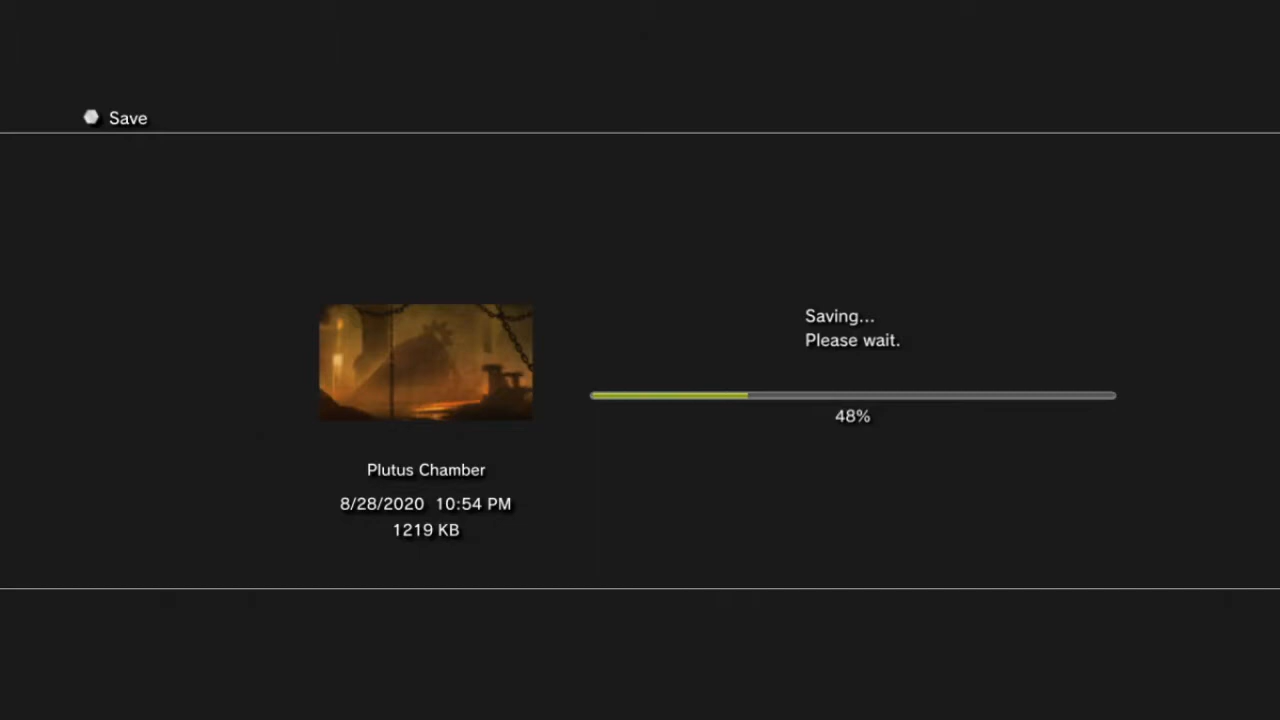 Save
Saving...
Please wait.
48%
Plutus Chamber
8/28/2020 10:54 PM
1219 KB